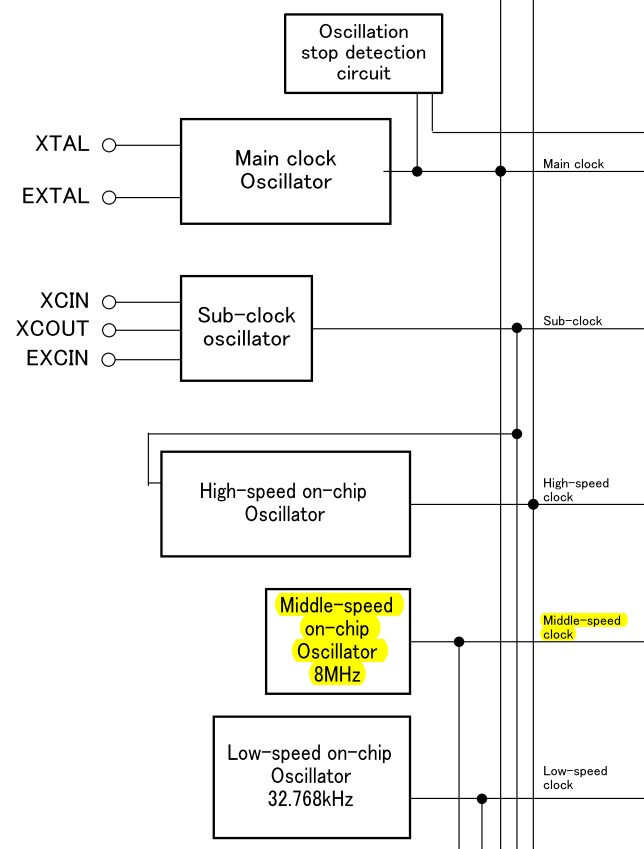 Oscillation
stop detection
circuit
XTAL
EXTAL
Main clock
Oscillator
Main clock
XCIN
XCOUT
EXCIN
Sub-clock
oscillator
Sub-clock
High-speed on-chip
Oscillator
High-speed
clock
Middle-speed
on-chip
Oscillator
8MHz
Middle-speed
clock
Low-speed on-chip
Oscillator
32.768kHz
Low-speed
clock